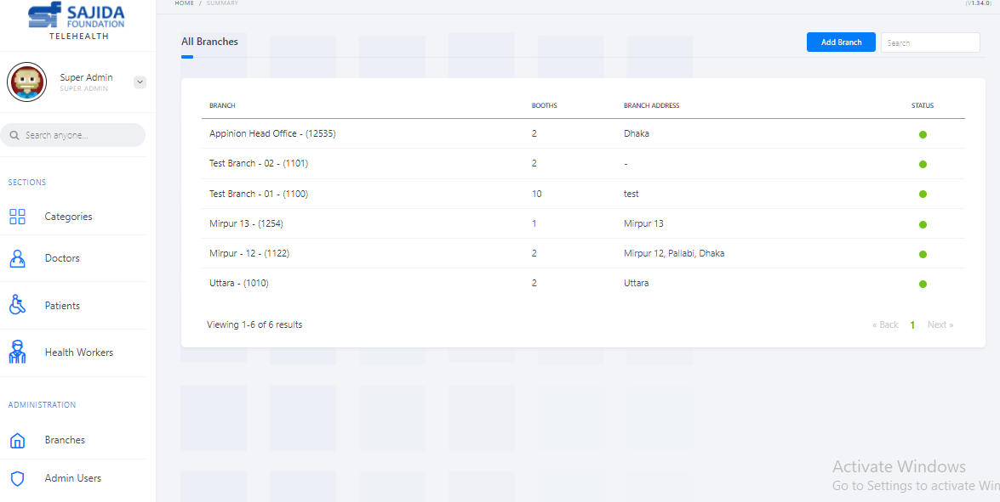 SAJIDA
FOUNDATION
TELEHEALTH
Super Admin
SUPER ADMIN
Search anyone...
SECTIONS
Categories
Doctors
Patients
Health Workers
ADMINISTRATION
Branches
Admin Users
HOME / SUMMARY
(V1.34.0)
All Branches
Add Branch
Search
BRANCH BOOTHS BRANCH ADDRESS STATUS
Appinion Head Office - (12535) 2 Dhaka
Test Branch - 02 - (1101) 2 -
Test Branch - 01 - (1100) 10 test
Mirpur 13 - (1254) 1 Mirpur 13
Mirpur - 12 - (1122) 2 Mirpur 12, Pallabi, Dhaka
Uttara - (1010) 2 Uttara
Viewing 1-6 of 6 results
« Back 1 Next »
Activate Windows
Go to Settings to activate Win